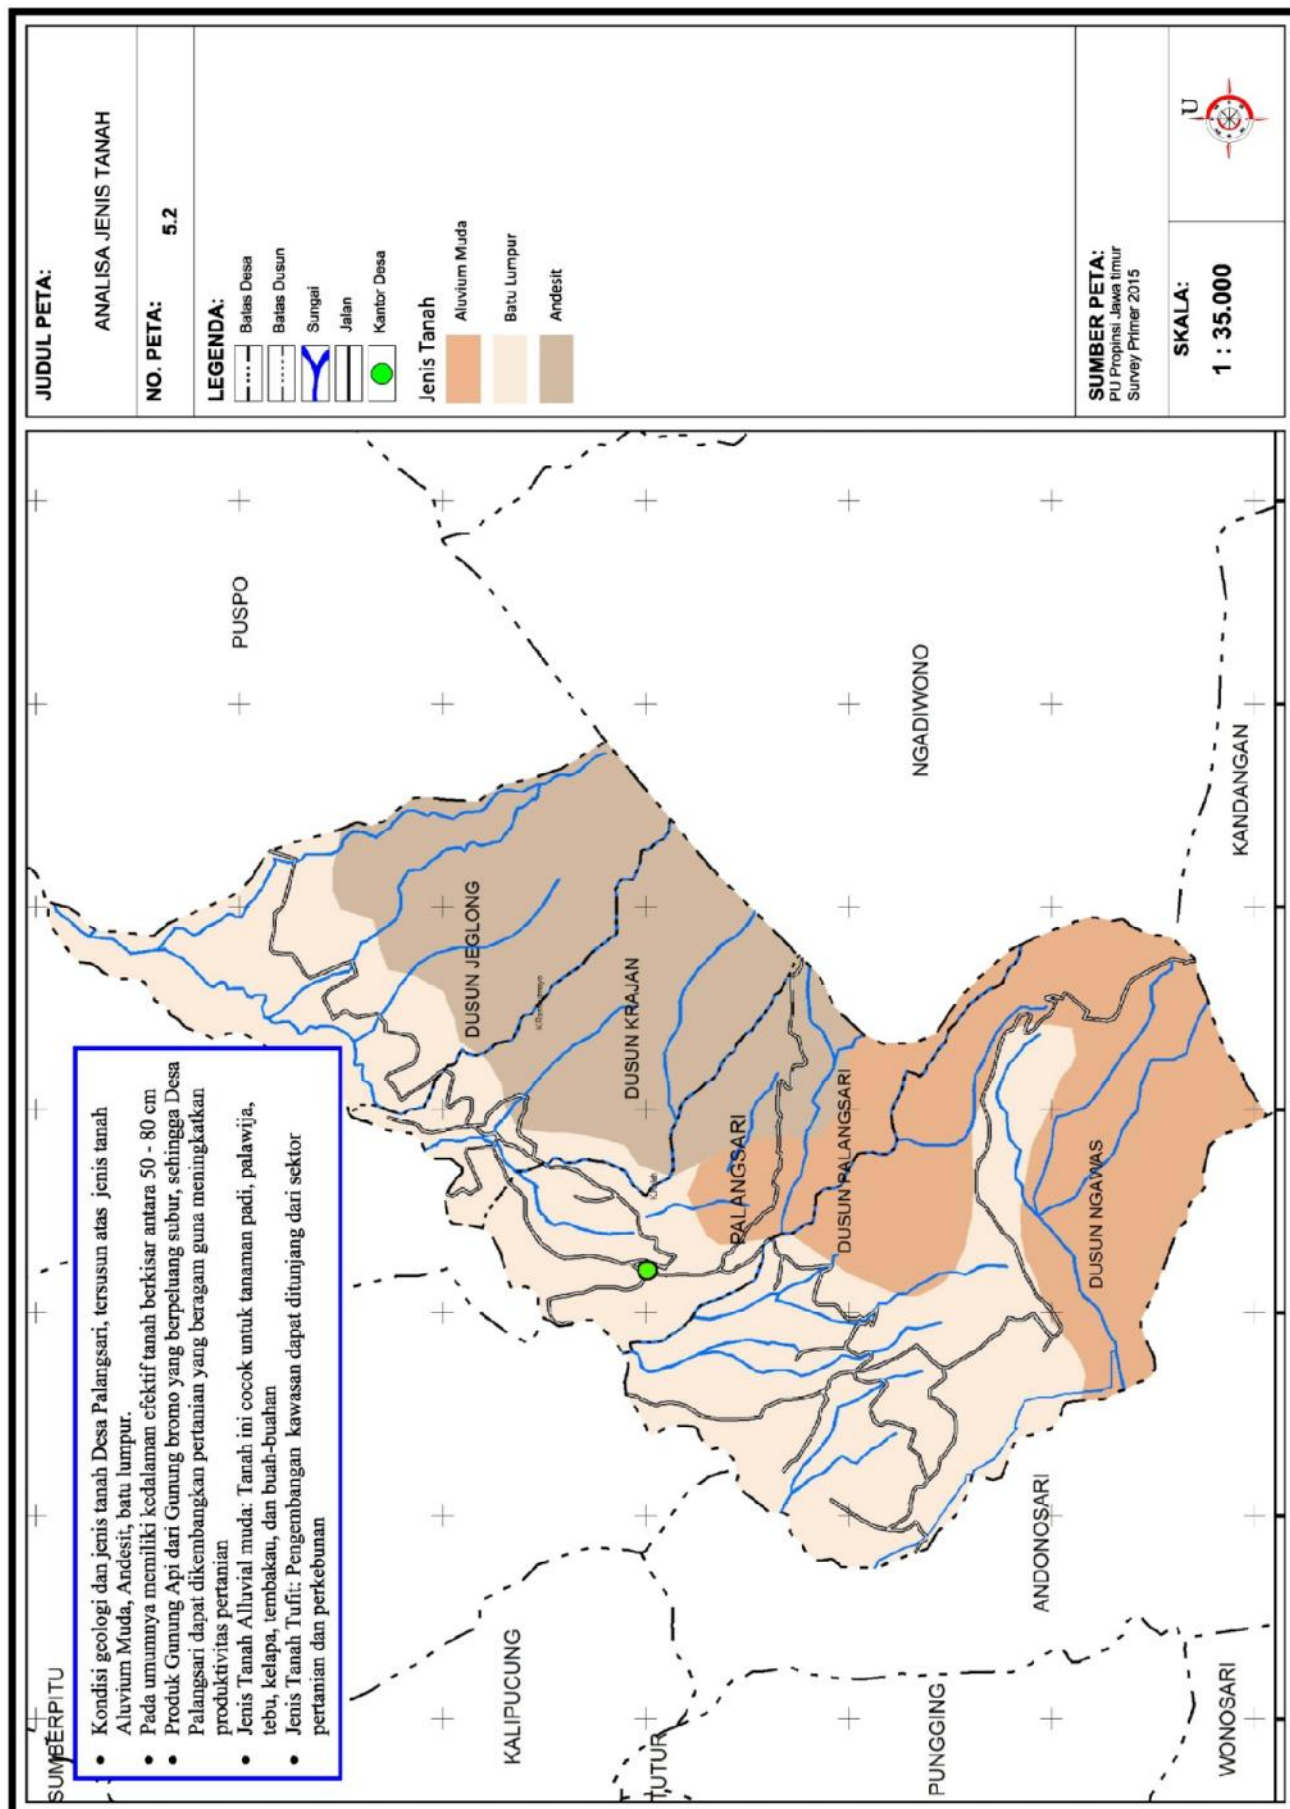 JUDUL PETA:
ANALISA JENIS TANAH
NO. PETA:
5.2
LEGENDA:
Batas Desa
Batas Dusun
Sungai
Jalan
Kantor Desa
Jenis Tanah
Aluvium Muda
Batu Lumpur
Andesit
SUMBER PETA:
PU Propinsi Jawa timur
Survey Primer 2015
SKALA:
1 : 35.000
U
SUMBERPITU
• Kondisi geologi dan jenis tanah Desa Palangsari, tersusun atas jenis tanah
Aluvium Muda, Andesit, batu lumpur.
• Pada umumnya memiliki kedalaman efektif tanah berkisar antara 50 - 80 cm
• Produk Gunung Api dari Gunung bromo yang berpeluang subur, sehingga Desa
Palangsari dapat dikembangkan pertanian yang beragam guna meningkatkan
produktivitas pertanian
• Jenis Tanah Alluvial muda: Tanah ini cocok untuk tanaman padi, palawija,
tebu, kelapa, tembakau, dan buah-buahan
• Jenis Tanah Tufit: Pengembangan kawasan dapat ditunjang dari sektor
pertanian dan perkebunan
PUSPO
KALIPUCUNG
DUSUN JEGLONG
DUSUN KRAJAN
TUTUR
PALANGSARI
DUSUN PALANGSARI
NGADIWONO
PUNGGING
ANDONOSARI
DUSUN NGAWAS
WONOSARI
KANDANGAN